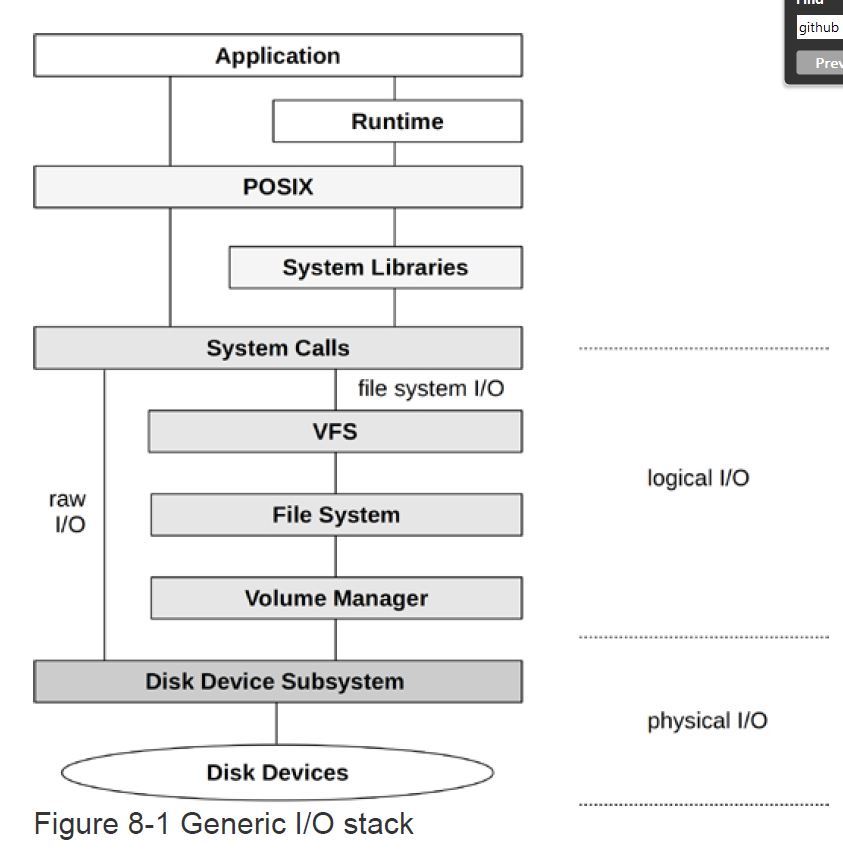 Find
github
Prev
Application
Runtime
POSIX
System Libraries
System Calls
file system I/O
VFS
logical I/O
raw
I/O
File System
Volume Manager
Disk Device Subsystem
physical I/O
Disk Devices
Figure 8-1 Generic I/O stack